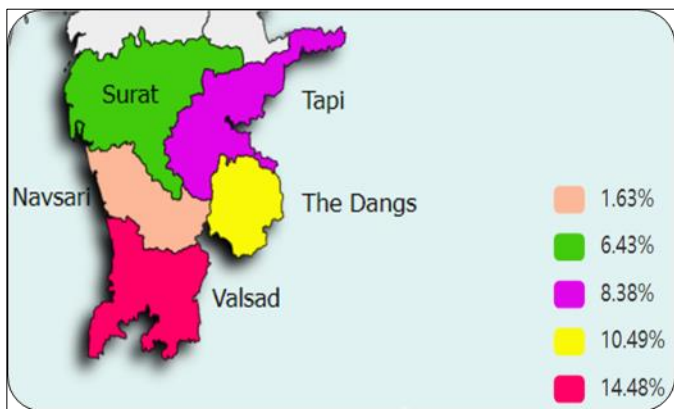 Surat
Tapi
Navsari
The Dangs
Valsad
1.63%
6.43%
8.38%
10.49%
14.48%